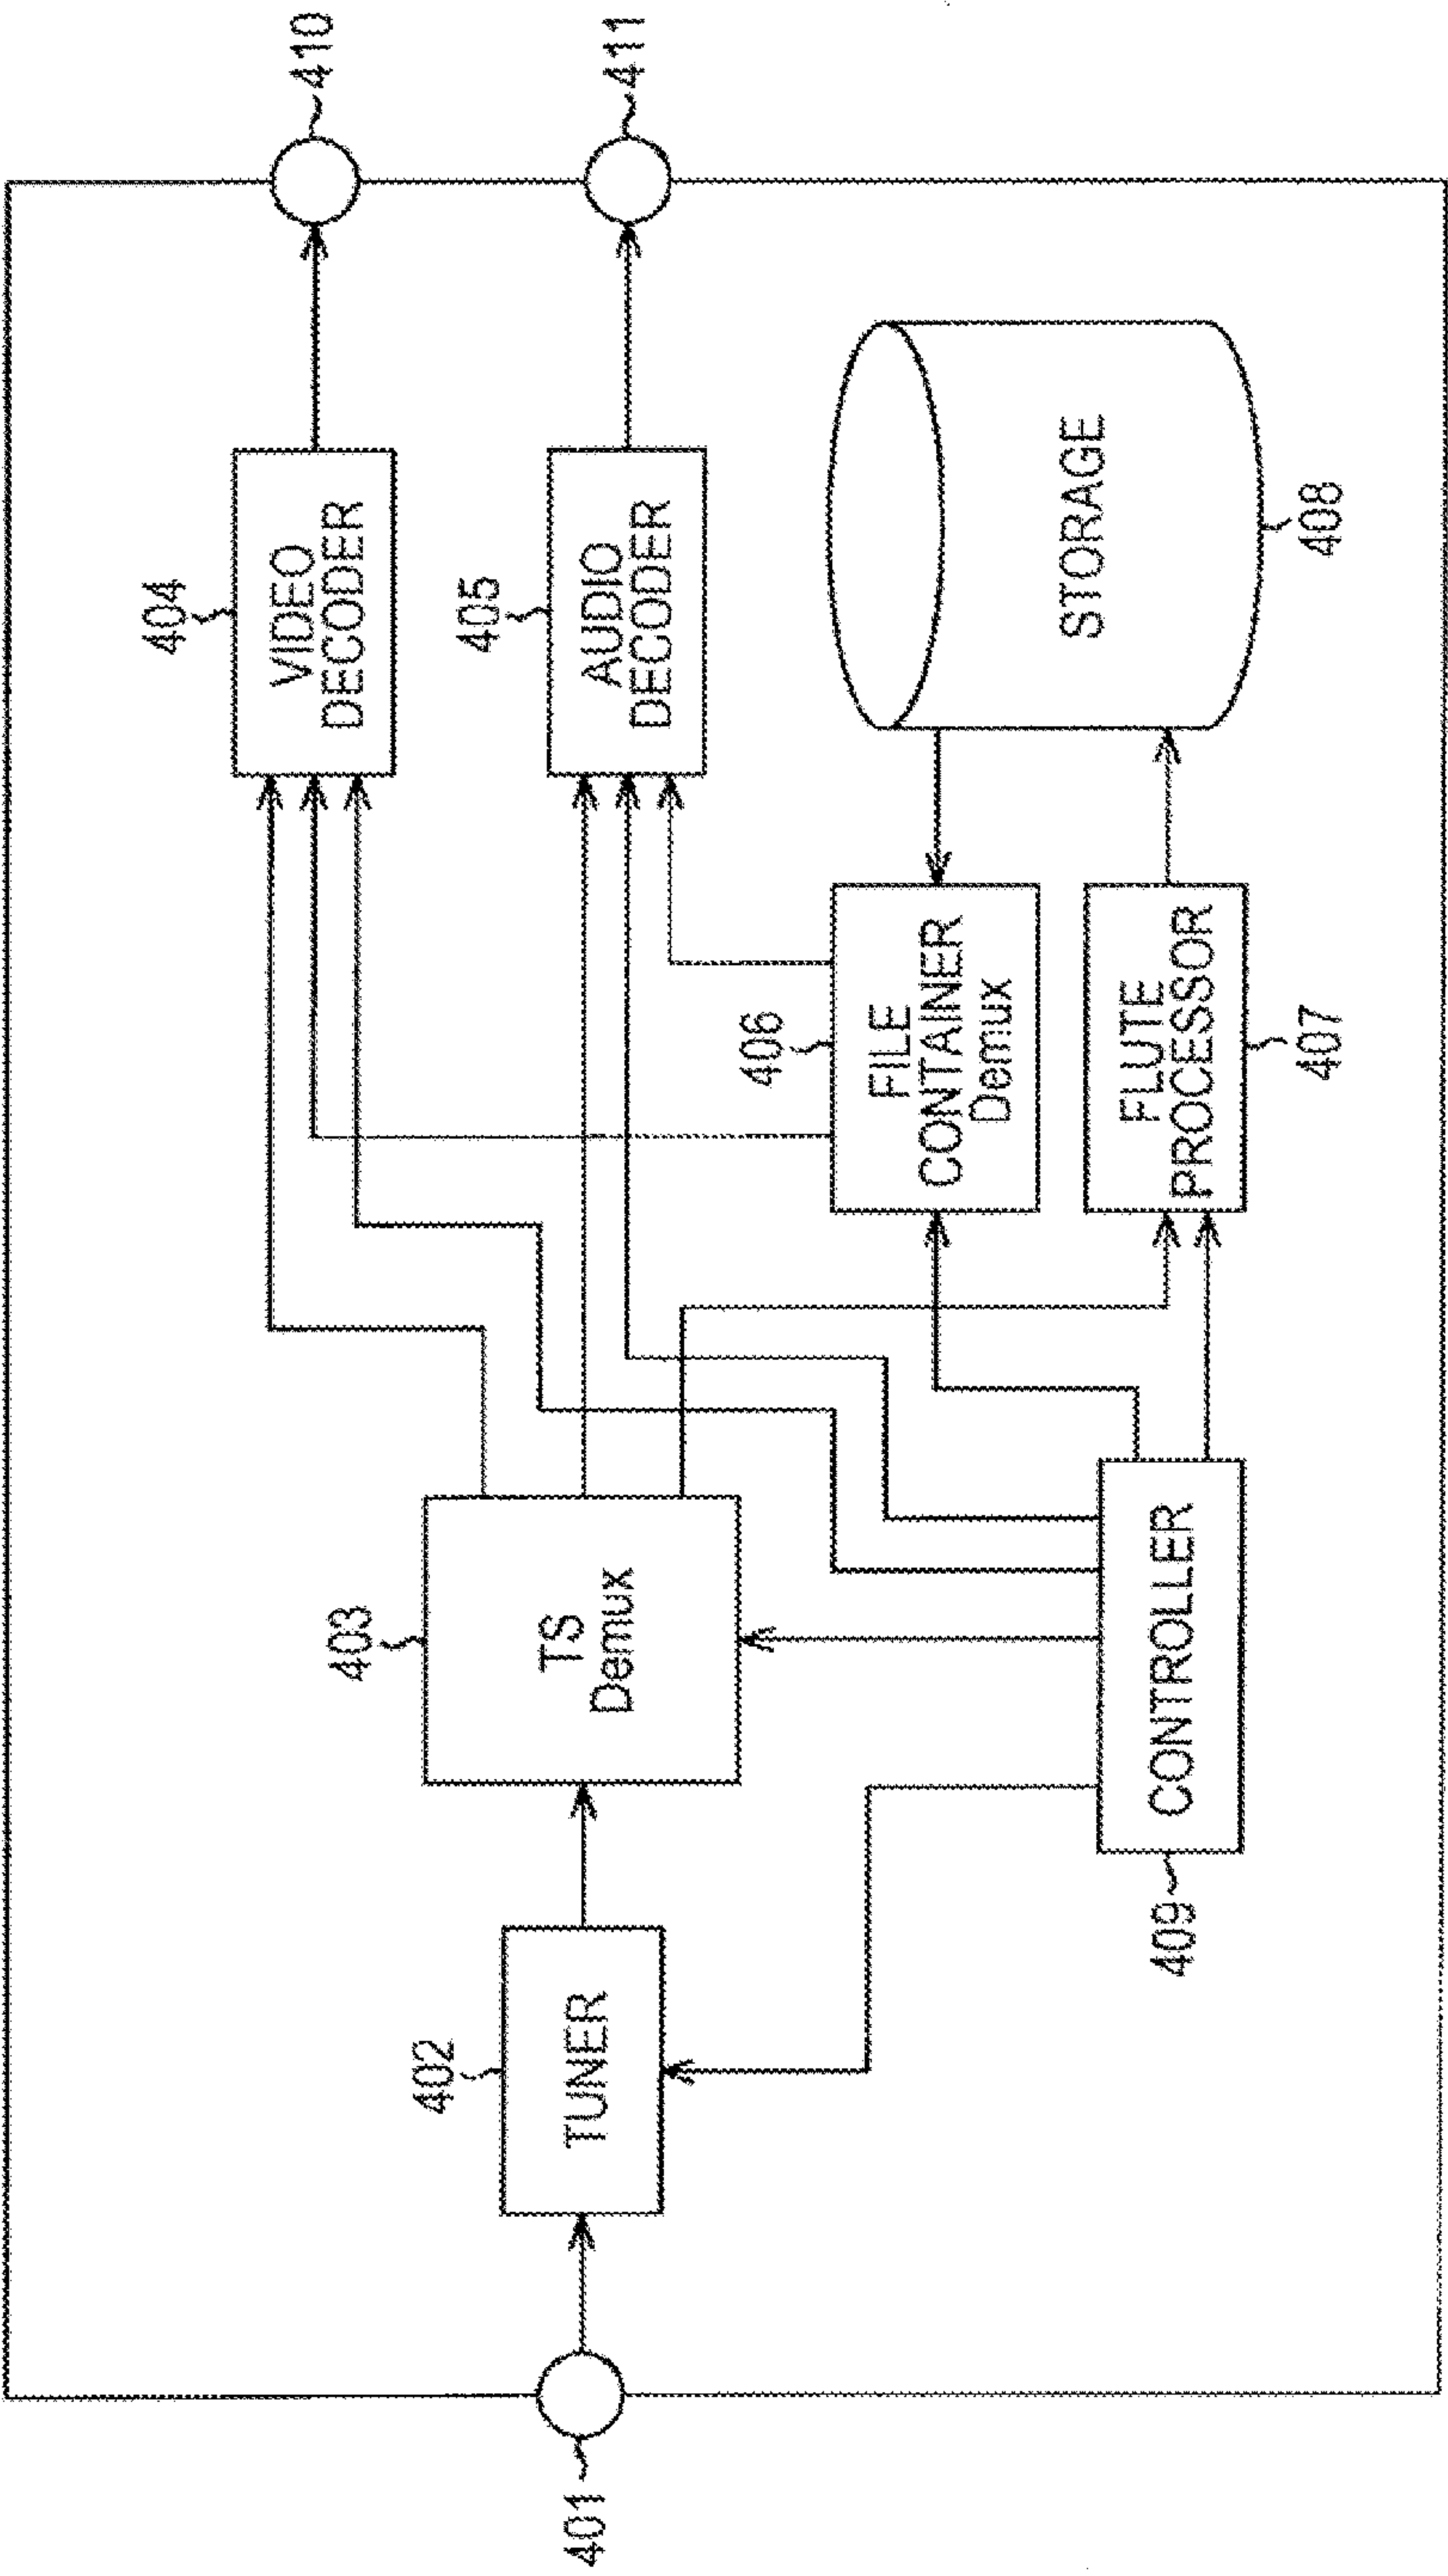 401
402
TUNER
403
TS
Demux
409
CONTROLLER
404
VIDEO
DECODER
405
AUDIO
DECODER
406
FILE
CONTAINER
Demux
FLUTE
PROCESSOR
407
STORAGE
408
410
411